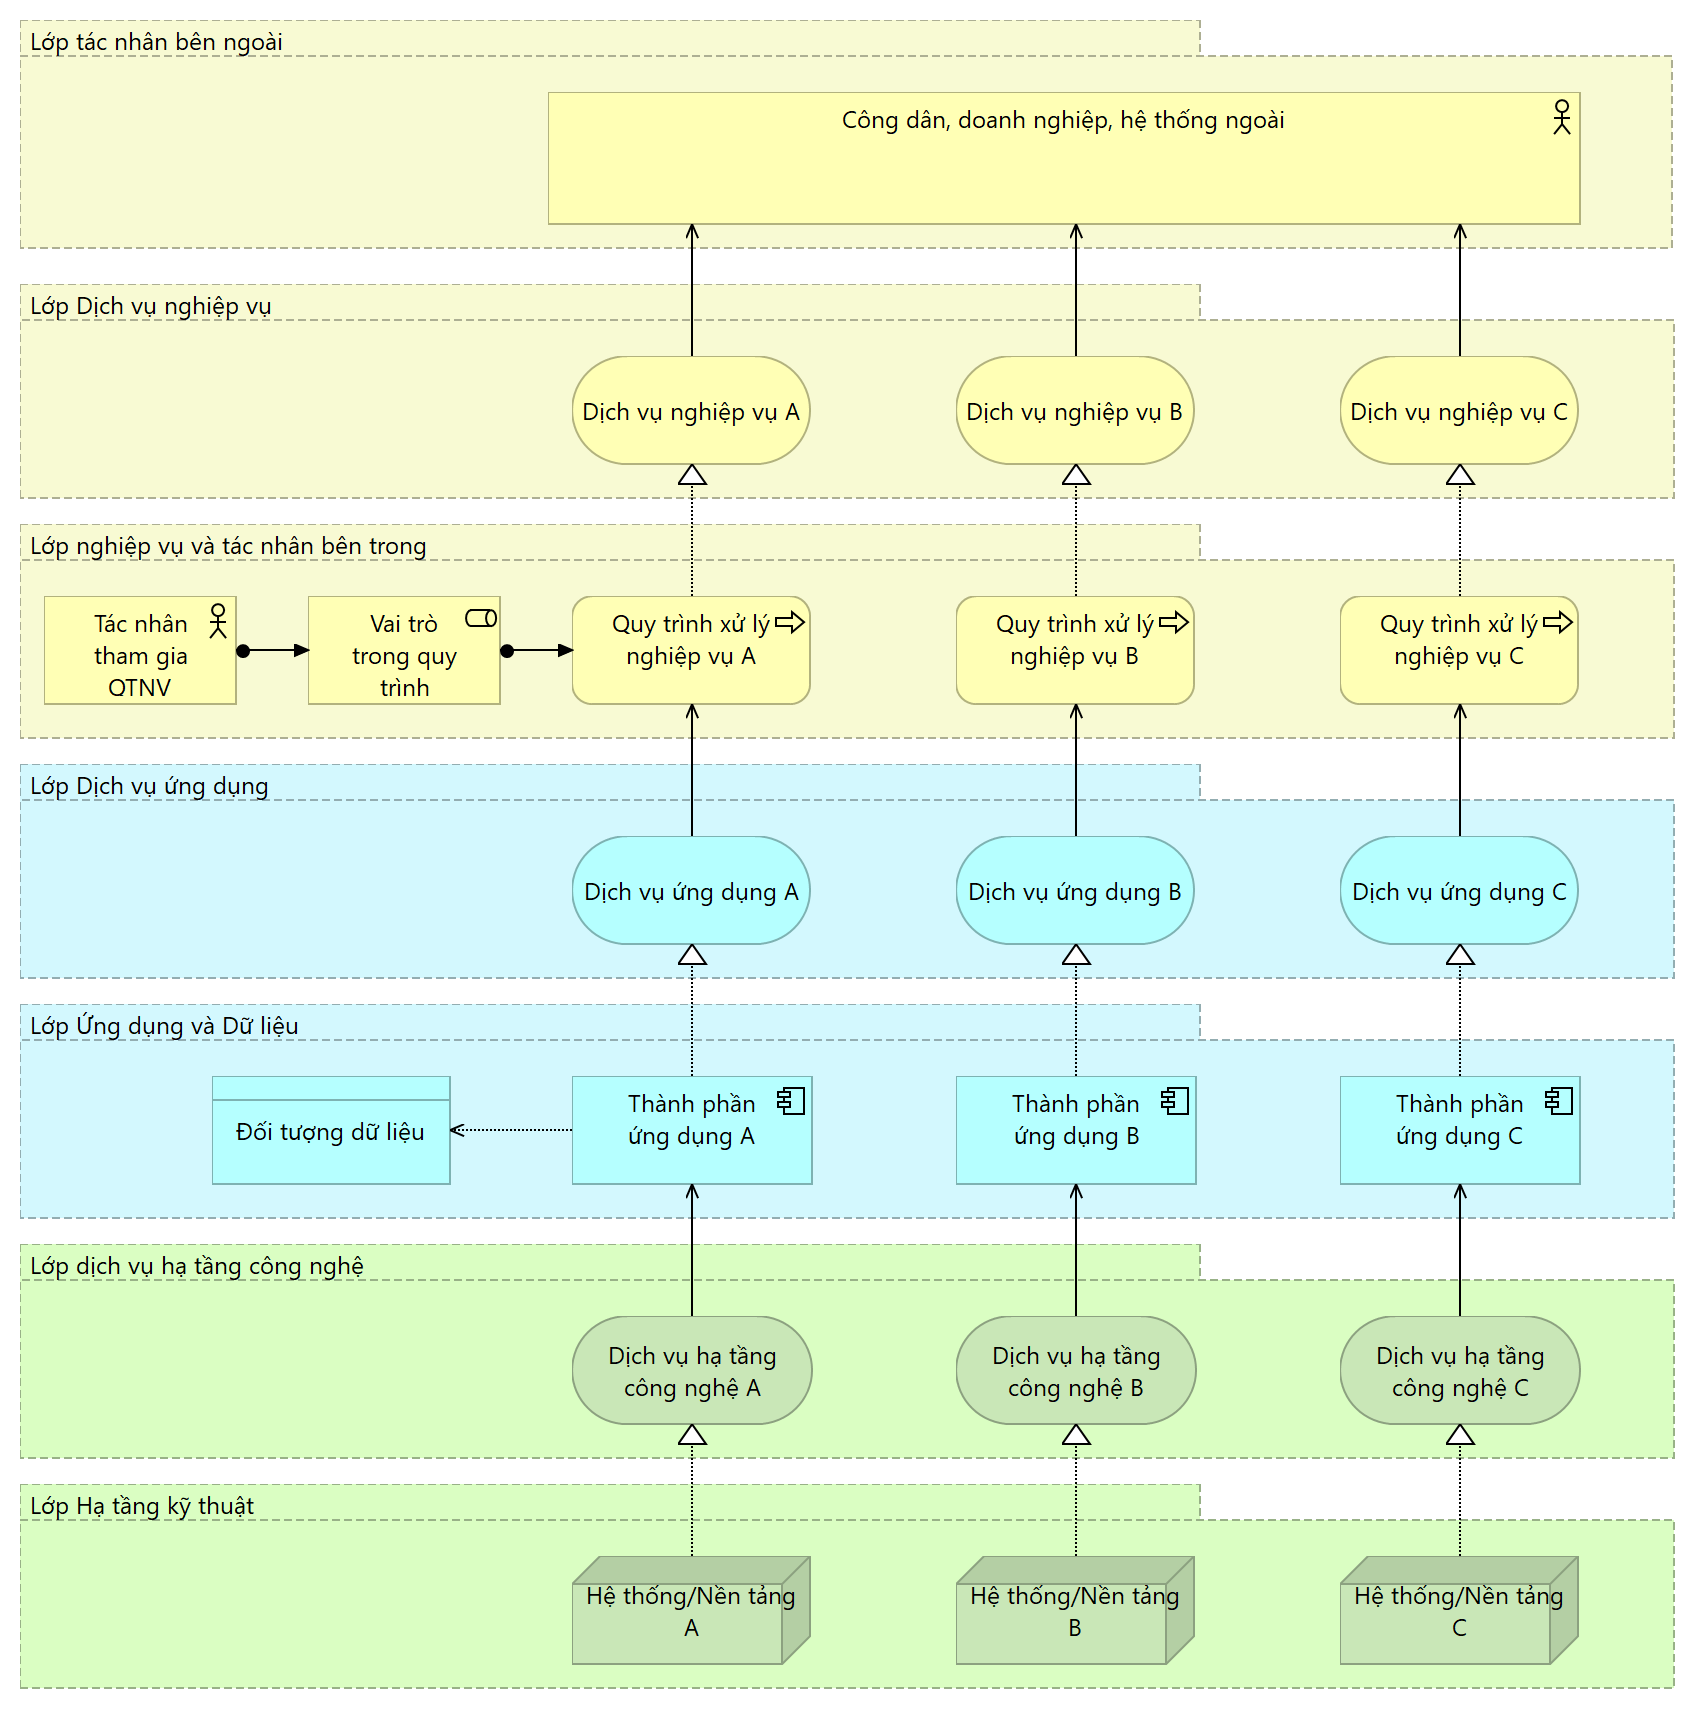 Lớp tác nhân bên ngoài
Công dân, doanh nghiệp, hệ thống ngoài
Lớp Dịch vụ nghiệp vụ
Dịch vụ nghiệp vụ A
Dịch vụ nghiệp vụ B
Dịch vụ nghiệp vụ C
Lớp nghiệp vụ và tác nhân bên trong
Tác nhân
tham gia
QTNV
Vai trò
trong quy
trình
Quy trình xử lý
nghiệp vụ A
Quy trình xử lý
nghiệp vụ B
Quy trình xử lý
nghiệp vụ C
Lớp Dịch vụ ứng dụng
Dịch vụ ứng dụng A
Dịch vụ ứng dụng B
Dịch vụ ứng dụng C
Lớp Ứng dụng và Dữ liệu
Đối tượng dữ liệu
Thành phần
ứng dụng A
Thành phần
ứng dụng B
Thành phần
ứng dụng C
Lớp dịch vụ hạ tầng công nghệ
Dịch vụ hạ tầng
công nghệ A
Dịch vụ hạ tầng
công nghệ B
Dịch vụ hạ tầng
công nghệ C
Lớp Hạ tầng kỹ thuật
Hệ thống/Nền tảng
A
Hệ thống/Nền tảng
B
Hệ thống/Nền tảng
C